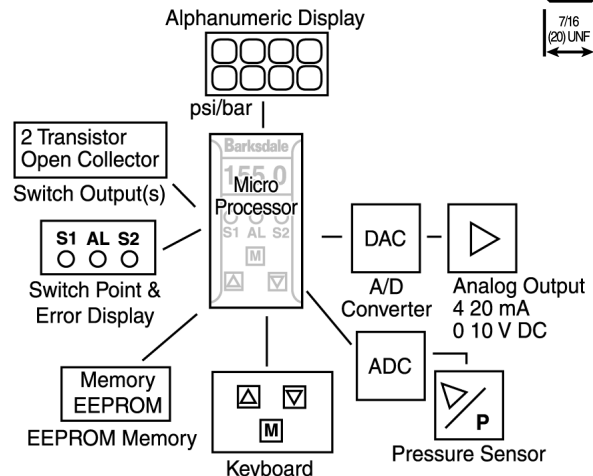 Alphanumeric Display
7/16
(20) UNF
psi/bar
2 Transistor
Open Collector
Switch Output(s)
Barksdale
155.0
Micro
Processor
S1 AL S2
M
S1 AL S2
Switch Point &
Error Display
DAC
A/D
Converter
Analog Output
4 20 mA
0 10 V DC
ADC
P
Pressure Sensor
Memory
EEPROM
EEPROM Memory
M
Keyboard